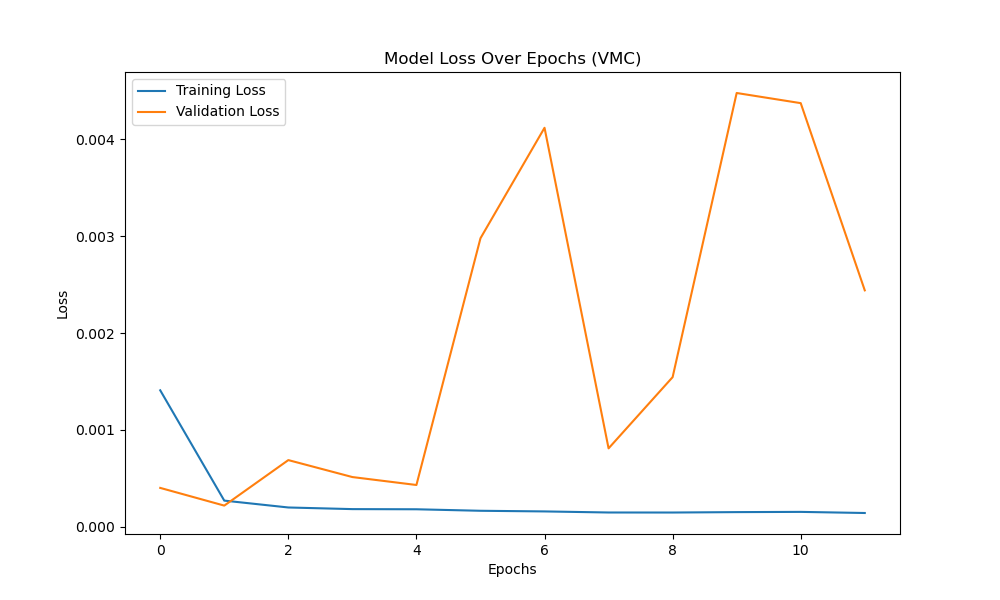 Model Loss Over Epochs (VMC)
Training Loss
Validation Loss
0.004
0.003
0.002
0.001
0.000
Loss
0 2 4 6 8 10
Epochs